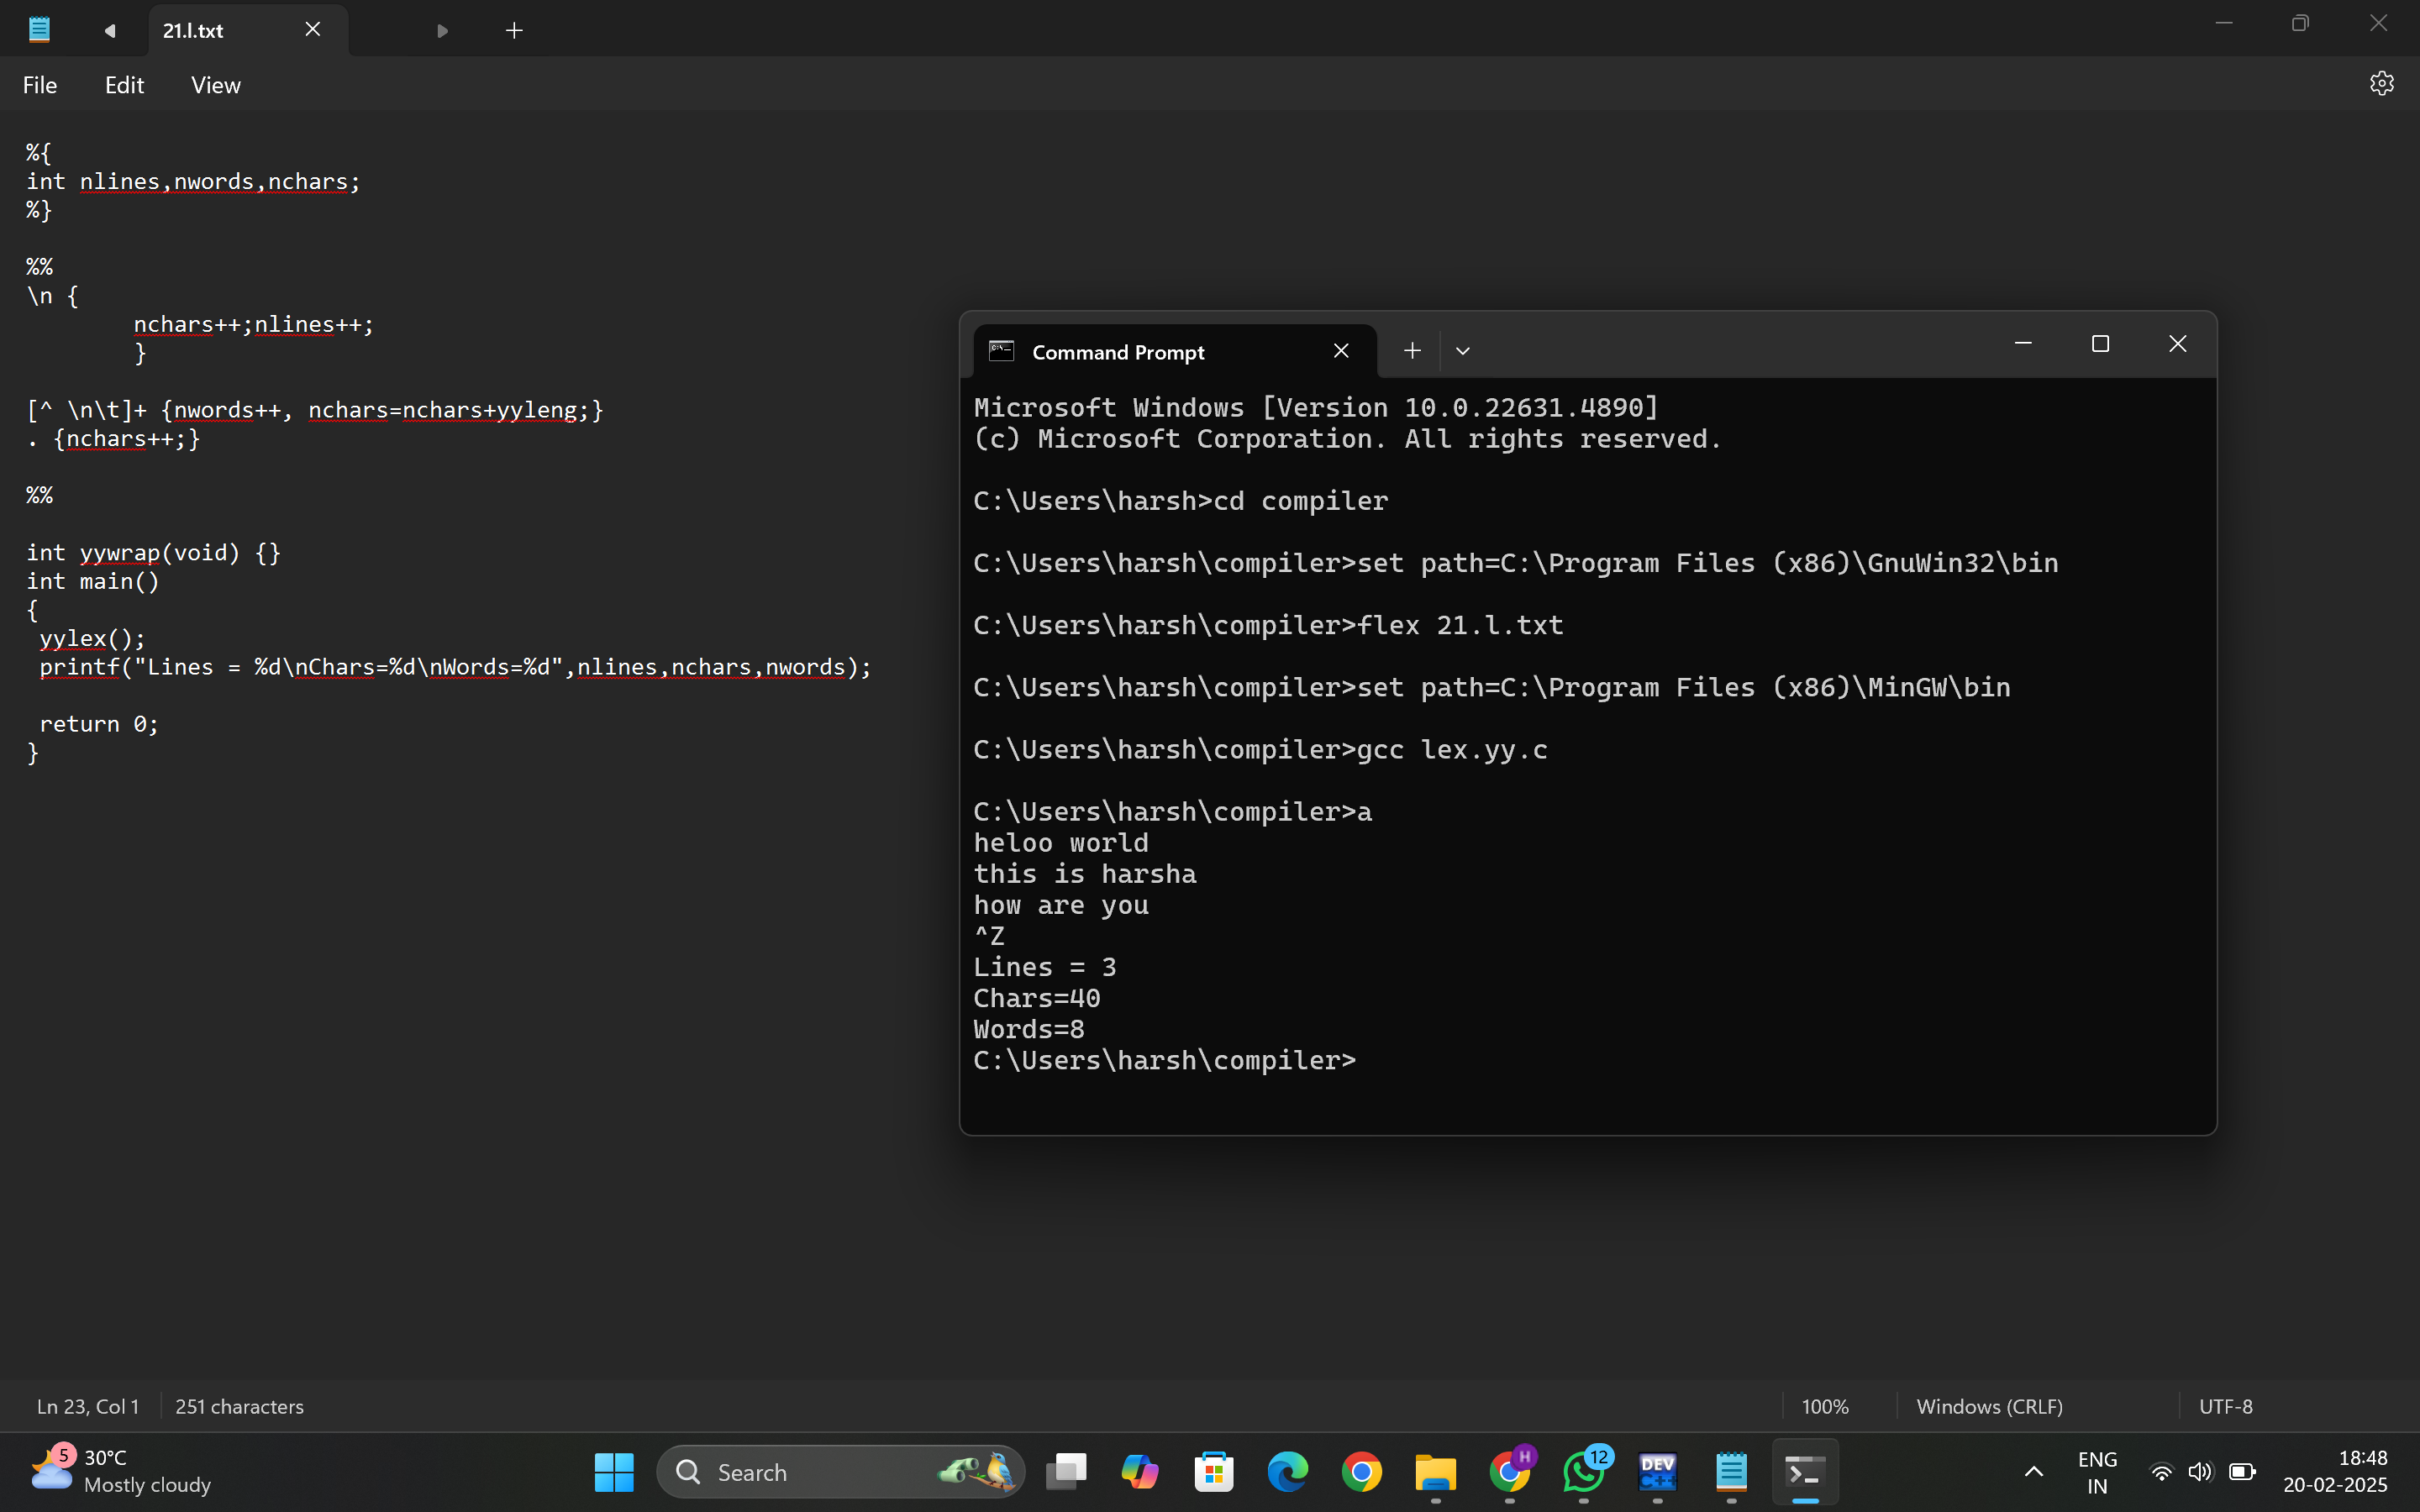 21.l.txt
File Edit View
%{
int nlines,nwords,nchars;
%}
%%
\n {
nchars++;nlines++;
}
[^ \n\t]+ {nwords++, nchars=nchars+yyleng;}
. {nchars++;}
%%
int yywrap(void) {}
int main()
{
yylex();
printf("Lines = %d\nChars=%d\nWords=%d",nlines,nchars,nwords);
return 0;
}
Command Prompt
Microsoft Windows [Version 10.0.22631.4890]
(c) Microsoft Corporation. All rights reserved.
C:\Users\harsh>cd compiler
C:\Users\harsh\compiler>set path=C:\Program Files (x86)\GnuWin32\bin
C:\Users\harsh\compiler>flex 21.l.txt
C:\Users\harsh\compiler>set path=C:\Program Files (x86)\MinGW\bin
C:\Users\harsh\compiler>gcc lex.yy.c
C:\Users\harsh\compiler>a
heloo world
this is harsha
how are you
^Z
Lines = 3
Chars=40
Words=8
C:\Users\harsh\compiler>
Ln 23, Col 1 251 characters 100% Windows (CRLF) UTF-8
5
30°C
Mostly cloudy
Search
H
12
DEV
C++
ENG
IN
18:48
20-02-2025